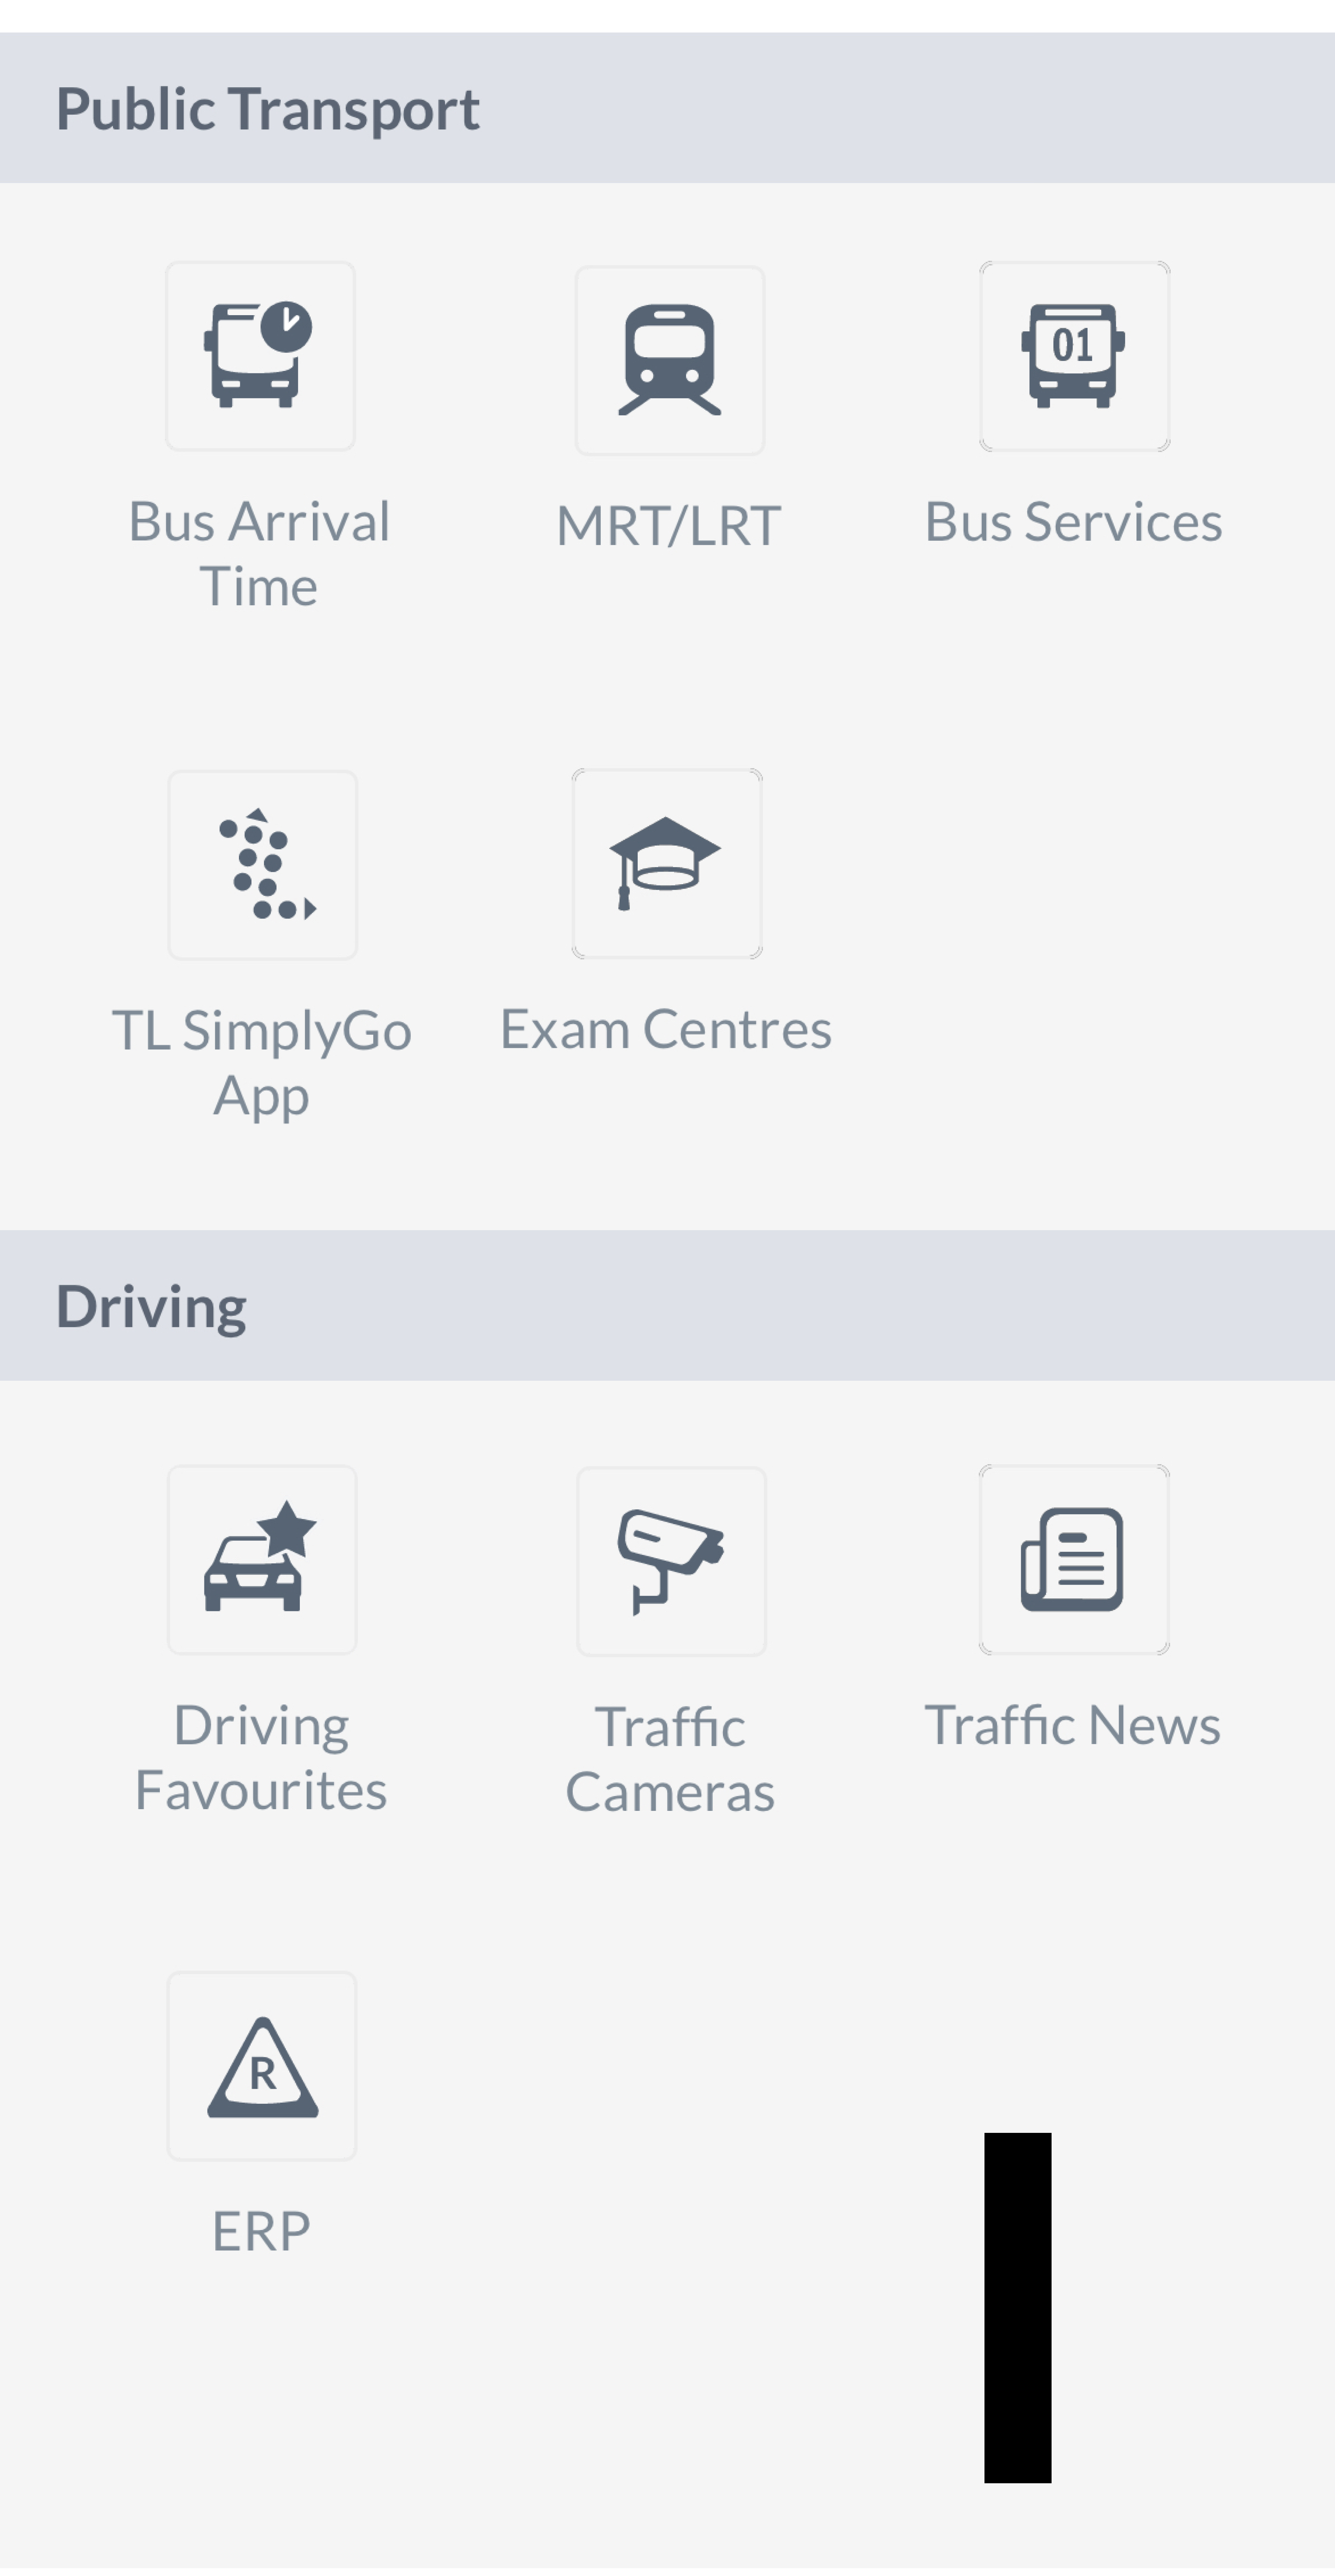 Public Transport
01
Bus Arrival
Time
MRT/LRT
Bus Services
TL SimplyGo
App
Exam Centres
Driving
Driving
Favourites
Traffic
Cameras
Traffic News
R
ERP